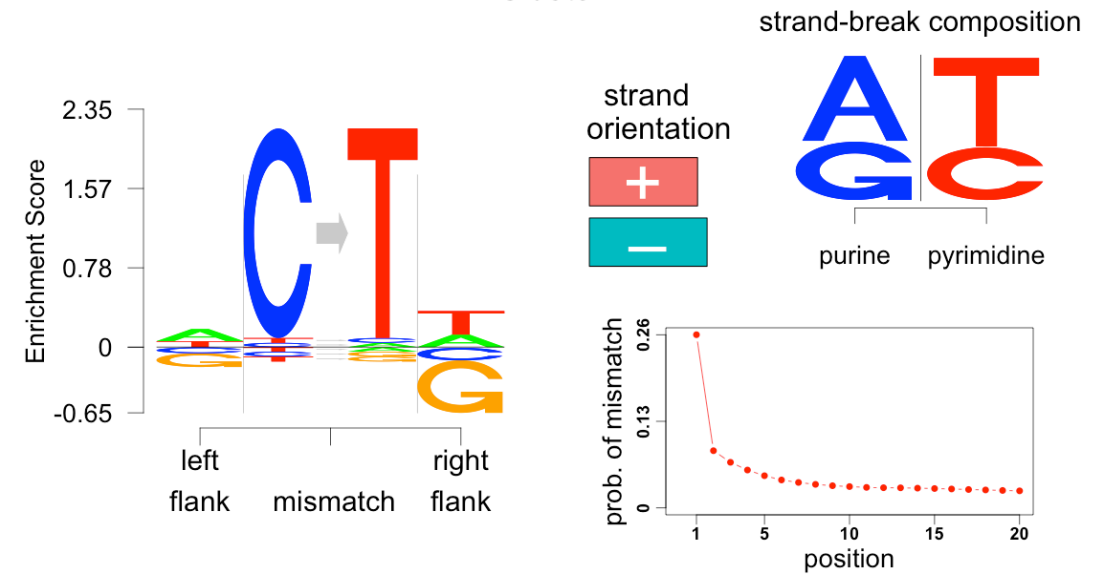 strand-break composition
A
T
G
C
purine
pyrimidine
strand
orientation
+
−
Enrichment Score
2.35
1.57
0.78
0
-0.65
C
T
A
G
T
A
C
G
left
flank
mismatch
right
flank
prob. of mismatch
0.26
0.13
0
1
5
10
15
20
position